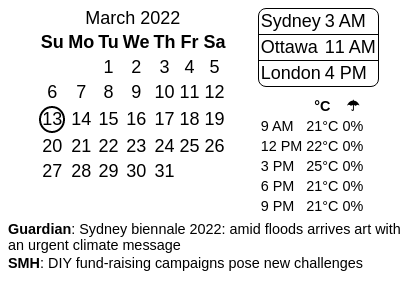 March 2022
Su Mo Tu We Th Fr Sa
1 2 3 4 5
6 7 8 9 10 11 12
13 14 15 16 17 18 19
20 21 22 23 24 25 26
27 28 29 30 31
Sydney 3 AM
Ottawa 11 AM
London 4 PM
°C ☂
9 AM 21°C 0%
12 PM 22°C 0%
3 PM 25°C 0%
6 PM 21°C 0%
9 PM 21°C 0%
Guardian: Sydney biennale 2022: amid floods arrives art with
an urgent climate message
SMH: DIY fund-raising campaigns pose new challenges